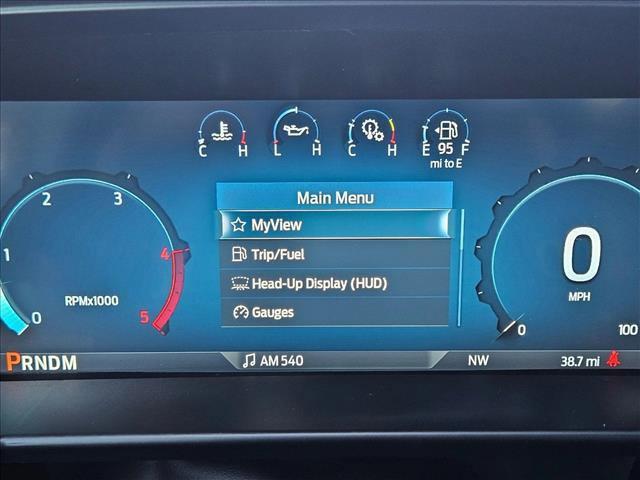 C H L H C H E 95 F
mi to E
Main Menu
MyView
Trip/Fuel
Head-Up Display (HUD)
Gauges
0 1 2 3 4 5
RPMx1000
0
MPH
0 100
PRNDM
AM 540
NW
38.7 mi